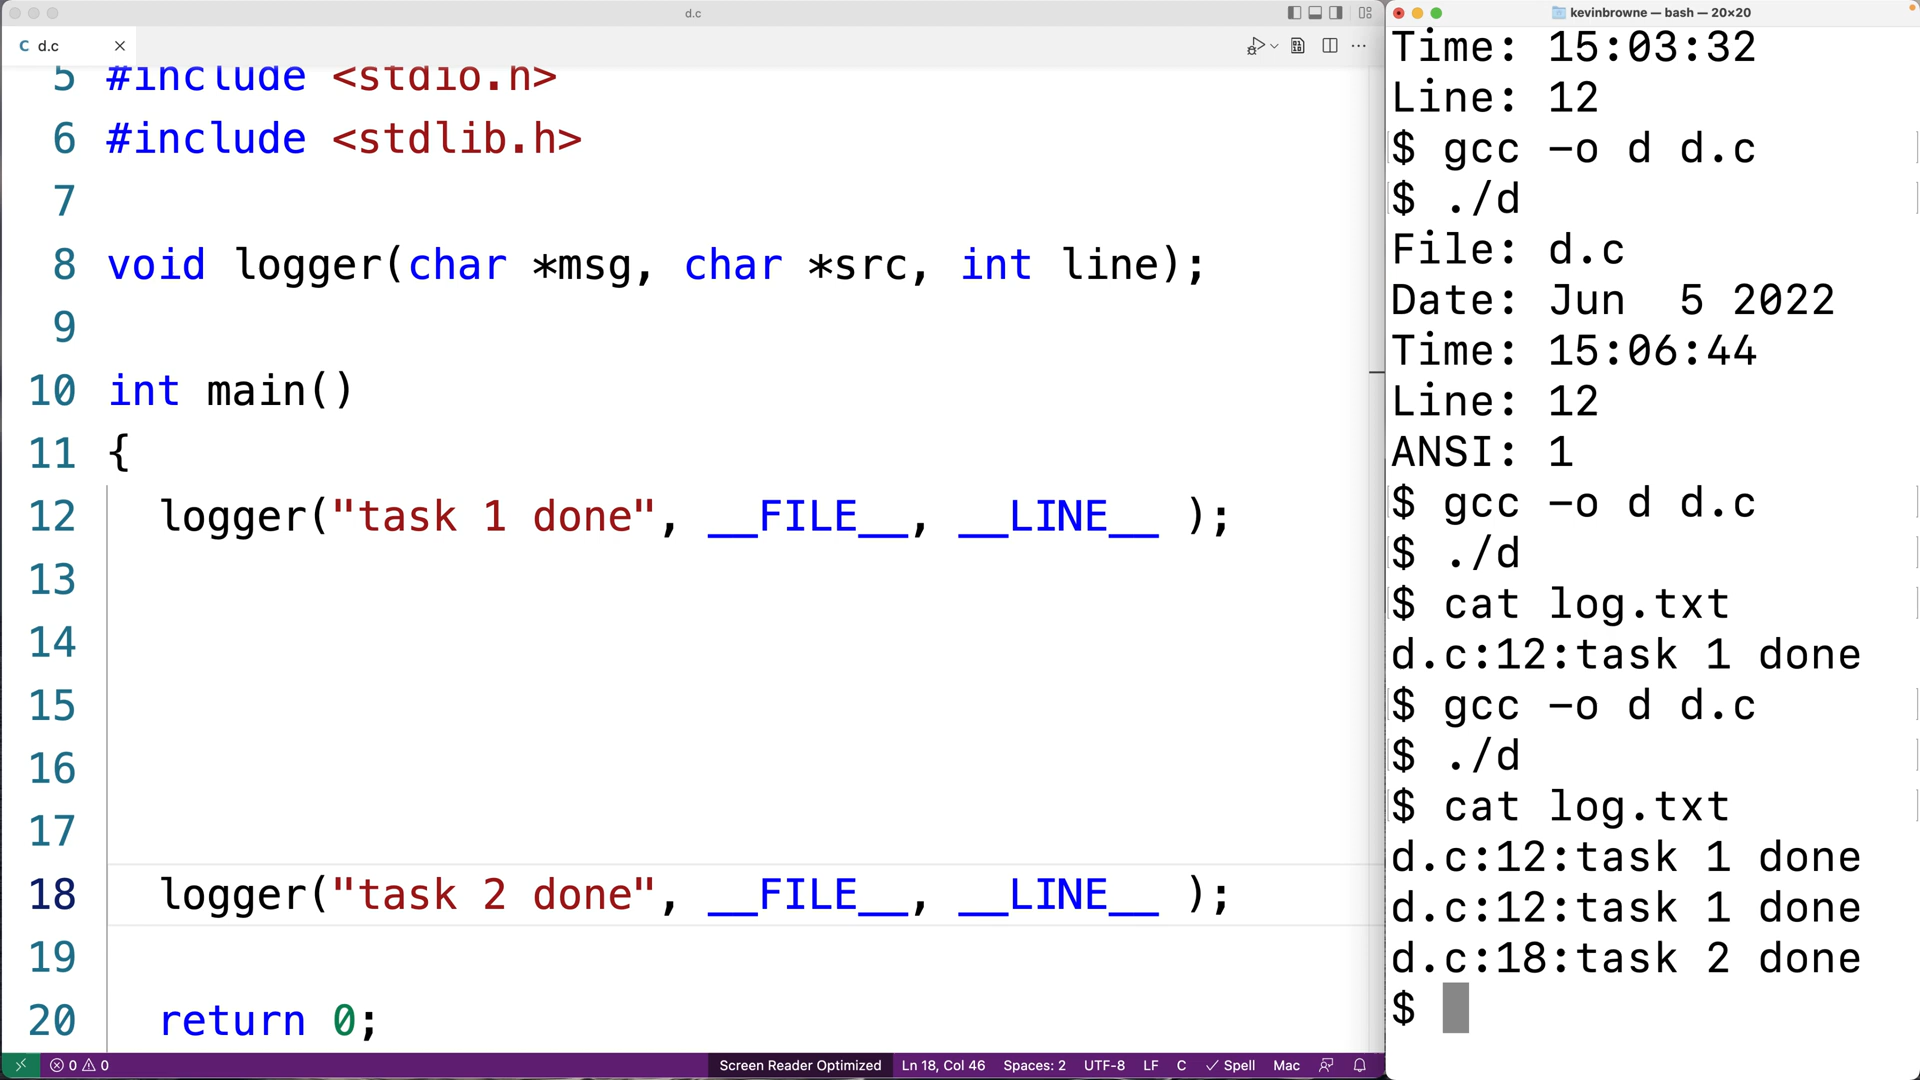 d.c
C d.c
5 #include <stdio.h>
6 #include <stdlib.h>
7
8 void logger(char *msg, char *src, int line);
9
10 int main()
11 {
12 logger("task 1 done", __FILE__, __LINE__ );
13
14
15
16
17
18 logger("task 2 done", __FILE__, __LINE__ );
19
20 return 0;
0 0 Screen Reader Optimized Ln 18, Col 46 Spaces: 2 UTF-8 LF C Spell Mac
kevinbrowne — bash — 20×20
Time: 15:03:32
Line: 12
$ gcc -o d d.c
$ ./d
File: d.c
Date: Jun  5 2022
Time: 15:06:44
Line: 12
ANSI: 1
$ gcc -o d d.c
$ ./d
$ cat log.txt
d.c:12:task 1 done
$ gcc -o d d.c
$ ./d
$ cat log.txt
d.c:12:task 1 done
d.c:12:task 1 done
d.c:18:task 2 done
$